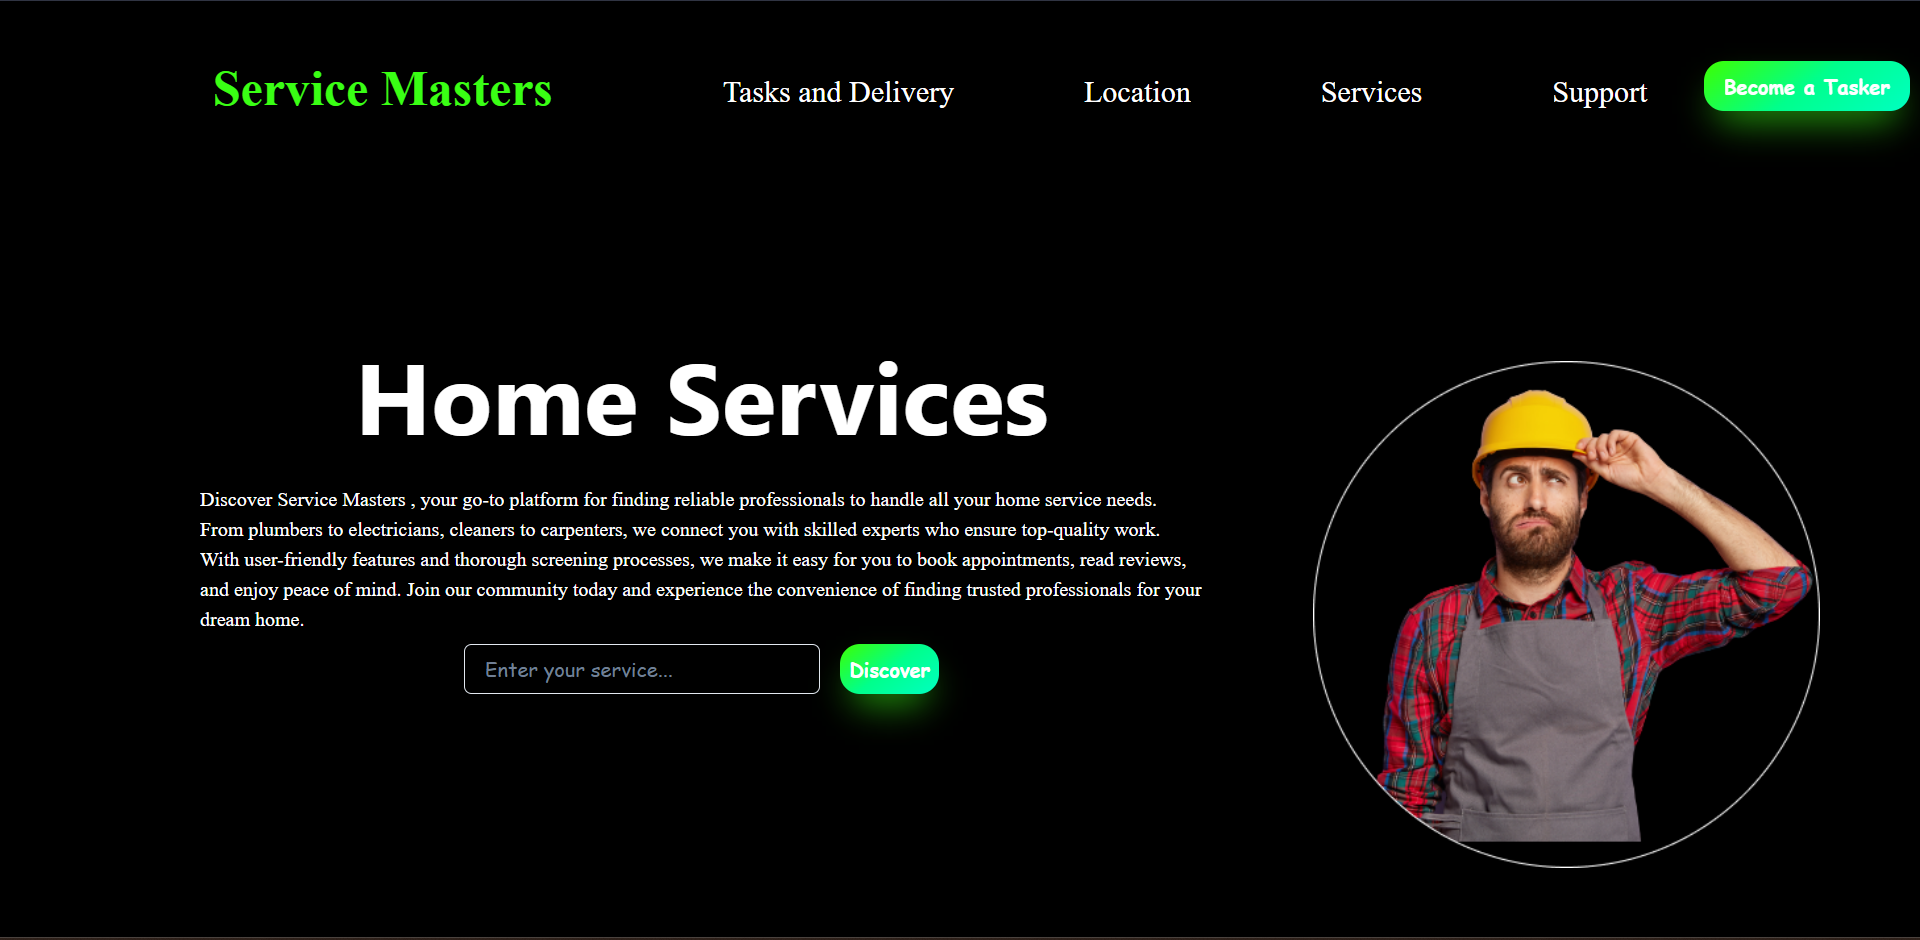 Service Masters
Tasks and Delivery
Location
Services
Support
Become a Tasker
Home Services
Discover Service Masters , your go-to platform for finding reliable professionals to handle all your home service needs.
From plumbers to electricians, cleaners to carpenters, we connect you with skilled experts who ensure top-quality work.
With user-friendly features and thorough screening processes, we make it easy for you to book appointments, read reviews,
and enjoy peace of mind. Join our community today and experience the convenience of finding trusted professionals for your
dream home.
Enter your service...
Discover